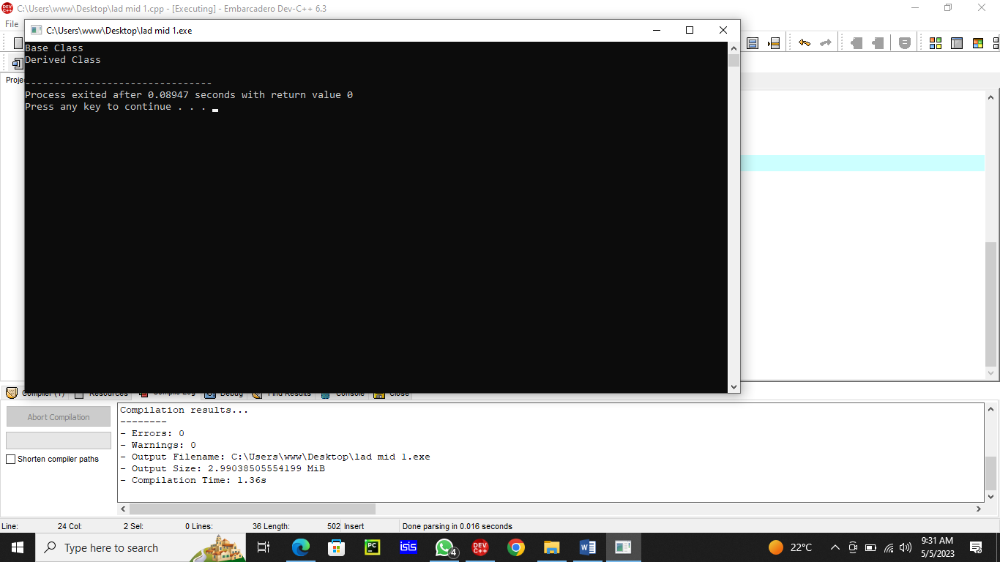 C:\Users\www\Desktop\lad mid 1.cpp - [Executing] - Embarcadero Dev-C++ 6.3
File
C:\Users\www\Desktop\lad mid 1.exe
Base Class
Derived Class
--------------------------------
Process exited after 0.08947 seconds with return value 0
Press any key to continue . . .
Compiler (1) Resources Compile Log Debug Find Results Console Close
Abort Compilation
Shorten compiler paths
Compilation results...
--------
- Errors: 0
- Warnings: 0
- Output Filename: C:\Users\www\Desktop\lad mid 1.exe
- Output Size: 2.99038505554199 MiB
- Compilation Time: 1.36s
Line: 24 Col: 2 Sel: 0 Lines: 36 Length: 502 Insert Done parsing in 0.016 seconds
Type here to search
PC
isis
4
DEV C++
22°C
9:31 AM
5/5/2023